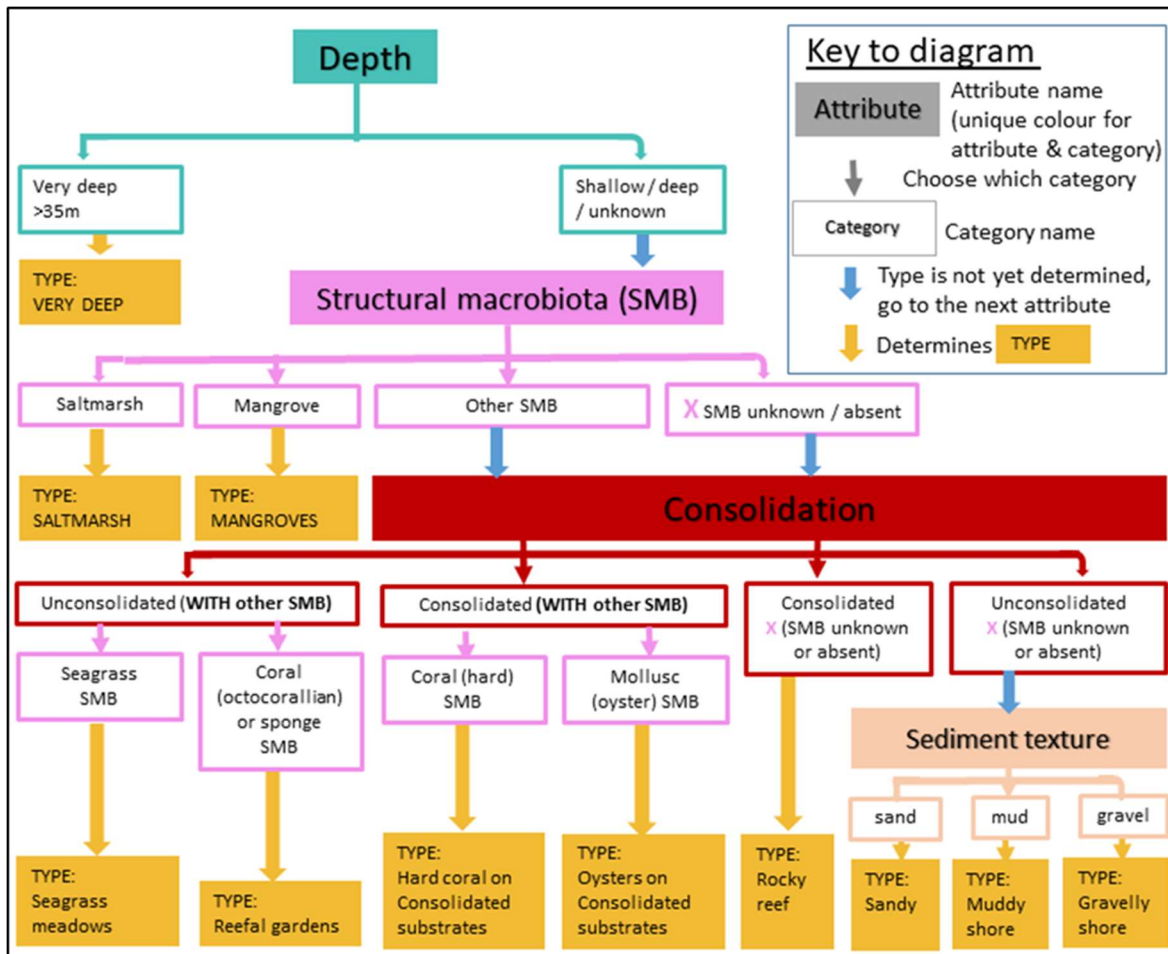 Depth
Key to diagram
Attribute
Attribute name
(unique colour for
attribute & category)
Choose which category
Category
Category name
Type is not yet determined,
go to the next attribute
Determines
TYPE
Very deep
>35m
Shallow / deep
/ unknown
TYPE:
VERY DEEP
Structural macrobiota (SMB)
Saltmarsh
Mangrove
Other SMB
X SMB unknown / absent
TYPE:
SALTMARSH
TYPE:
MANGROVES
Consolidation
Unconsolidated (WITH other SMB)
Consolidated (WITH other SMB)
Consolidated
X (SMB unknown
or absent)
Unconsolidated
X (SMB unknown
or absent)
Seagrass
SMB
Coral
(octocorallian)
or sponge
SMB
Coral (hard)
SMB
Mollusc
(oyster) SMB
Sediment texture
sand
mud
gravel
TYPE:
Seagrass
meadows
TYPE:
Reefal gardens
TYPE:
Hard coral on
Consolidated
substrates
TYPE:
Oysters on
Consolidated
substrates
TYPE:
Rocky
reef
TYPE:
Sandy
TYPE:
Muddy
shore
TYPE:
Gravelly
shore